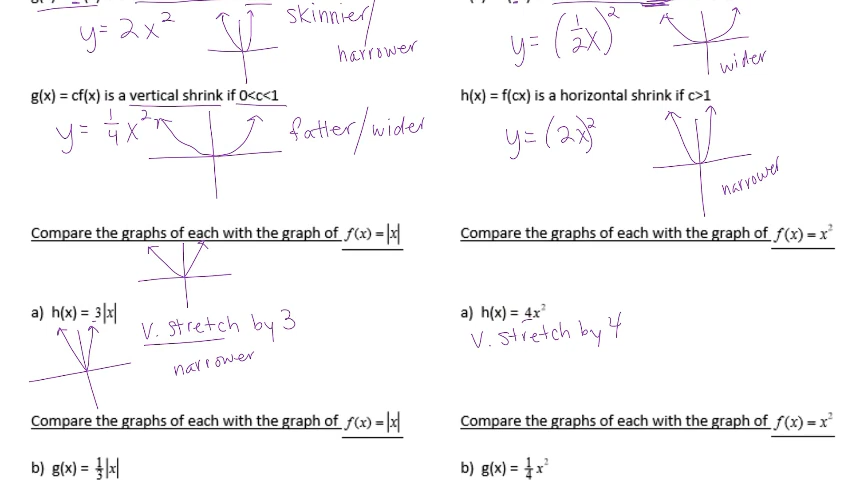 y = 2x²
skinnier/
narrower
y = (½x)²
wider
g(x) = cf(x) is a vertical shrink if 0<c<1
y = ¼x²
fatter/wider
h(x) = f(cx) is a horizontal shrink if c>1
y = (2x)²
narrower
Compare the graphs of each with the graph of f(x) = |x|
a) h(x) = 3|x|
V. stretch by 3
narrower
Compare the graphs of each with the graph of f(x) = x²
a) h(x) = 4x²
V. stretch by 4
Compare the graphs of each with the graph of f(x) = |x|
b) g(x) = ⅓|x|
Compare the graphs of each with the graph of f(x) = x²
b) g(x) = ¼x²